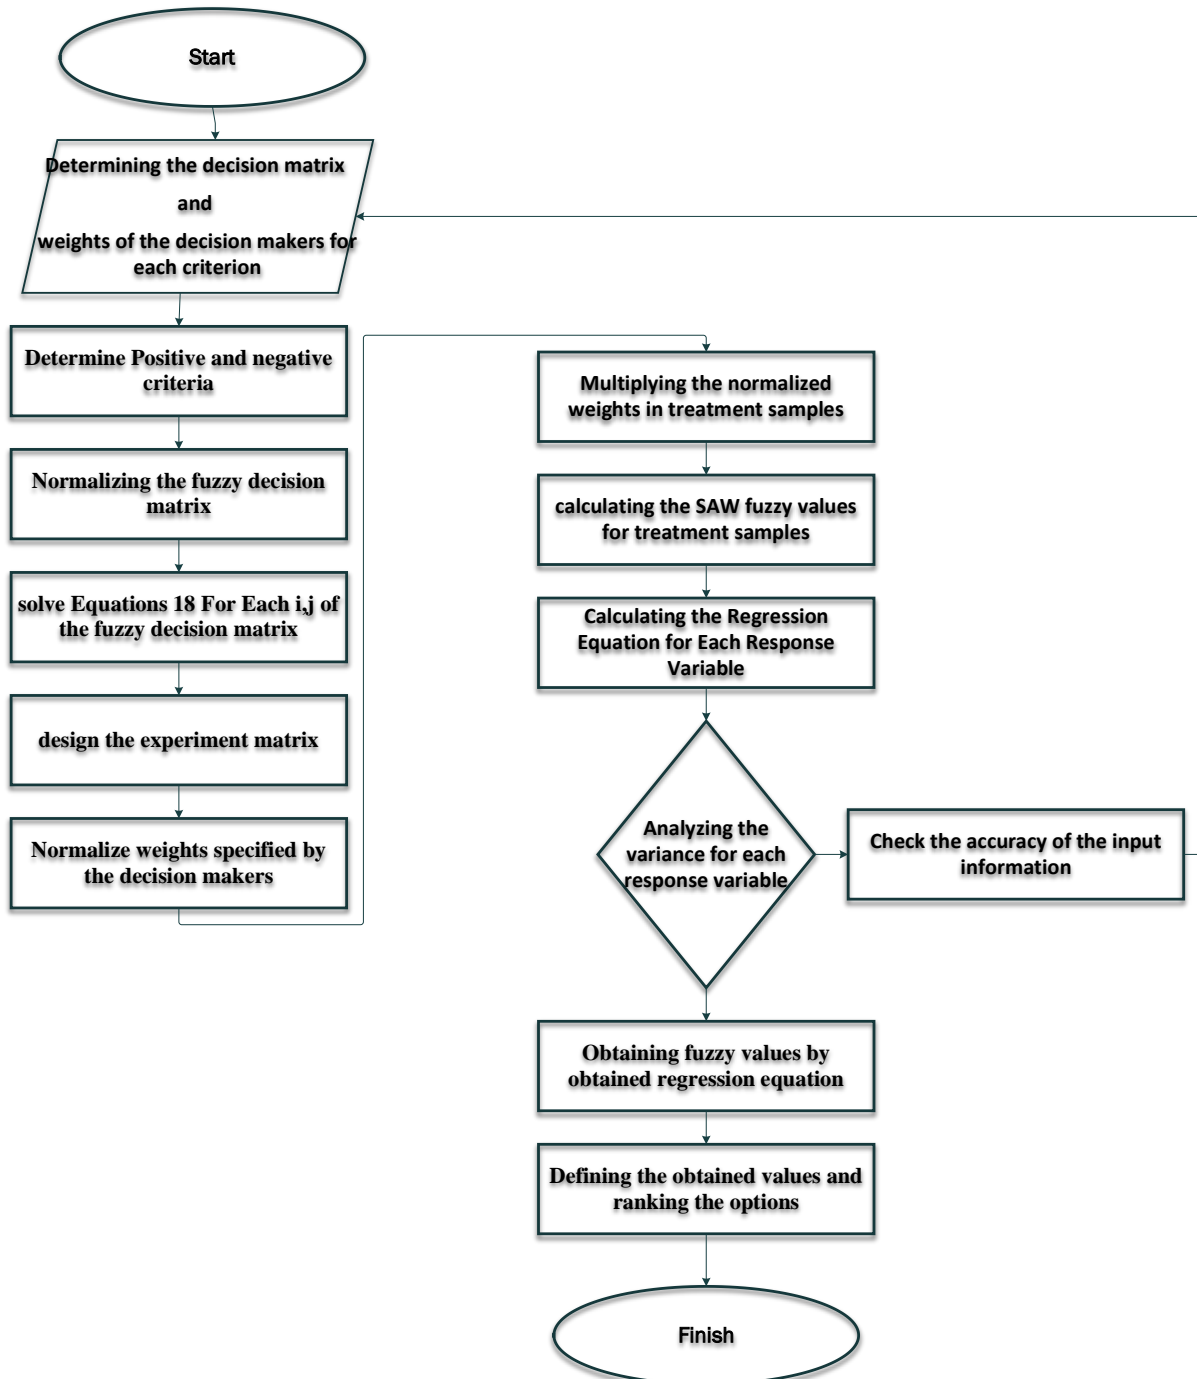 Start
Determining the decision matrix
and
weights of the decision makers for
each criterion
Determine Positive and negative
criteria
Normalizing the fuzzy decision
matrix
solve Equations 18 For Each i,j of
the fuzzy decision matrix
design the experiment matrix
Normalize weights specified by
the decision makers
Multiplying the normalized
weights in treatment samples
calculating the SAW fuzzy values
for treatment samples
Calculating the Regression
Equation for Each Response
Variable
Analyzing the
variance for each
response variable
Check the accuracy of the input
information
Obtaining fuzzy values by
obtained regression equation
Defining the obtained values and
ranking the options
Finish